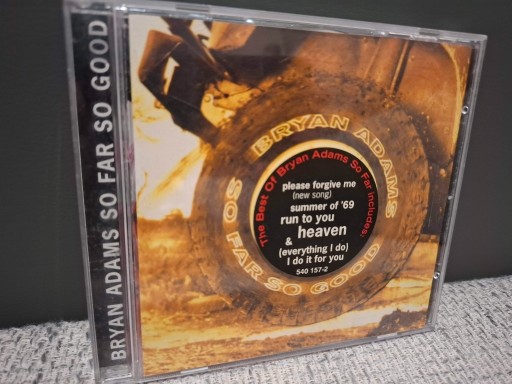 BRYAN ADAMS SO FAR SO GOOD
BRYAN ADAMS
SO FAR SO GOOD
The Best Of Bryan Adams So Far includes:
please forgive me
(new song)
summer of '69
run to you
heaven
&
(everything I do)
I do it for you
540 157-2